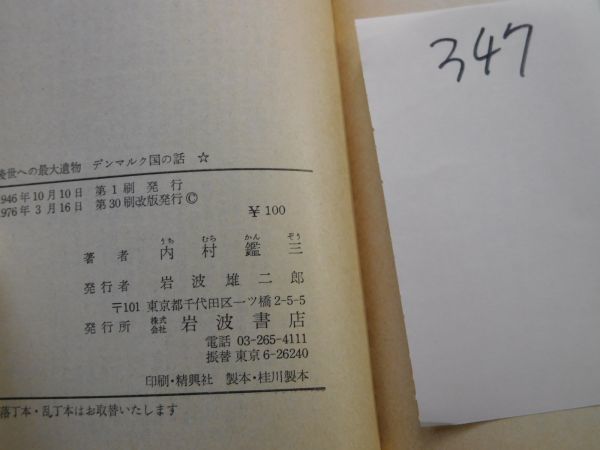 後世への最大遺物 デンマルク国の話 ☆
1946年10月10日 第1刷発行
1976年3月16日 第30刷改版発行©
¥100
うち むら かん ぞう
著者 内村鑑三
発行者 岩波雄二郎
〒101 東京都千代田区一ツ橋2-5-5
発行所 株式会社 岩波書店
電話 03-265-4111
振替 東京6-26240
印刷・精興社 製本・桂川製本
落丁本・乱丁本はお取替いたします
347